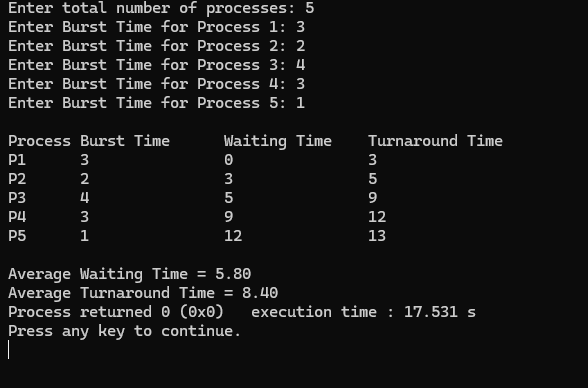 Enter total number of processes: 5
Enter Burst Time for Process 1: 3
Enter Burst Time for Process 2: 2
Enter Burst Time for Process 3: 4
Enter Burst Time for Process 4: 3
Enter Burst Time for Process 5: 1
Process Burst Time Waiting Time Turnaround Time
P1 3 0 3
P2 2 3 5
P3 4 5 9
P4 3 9 12
P5 1 12 13
Average Waiting Time = 5.80
Average Turnaround Time = 8.40
Process returned 0 (0x0) execution time : 17.531 s
Press any key to continue.